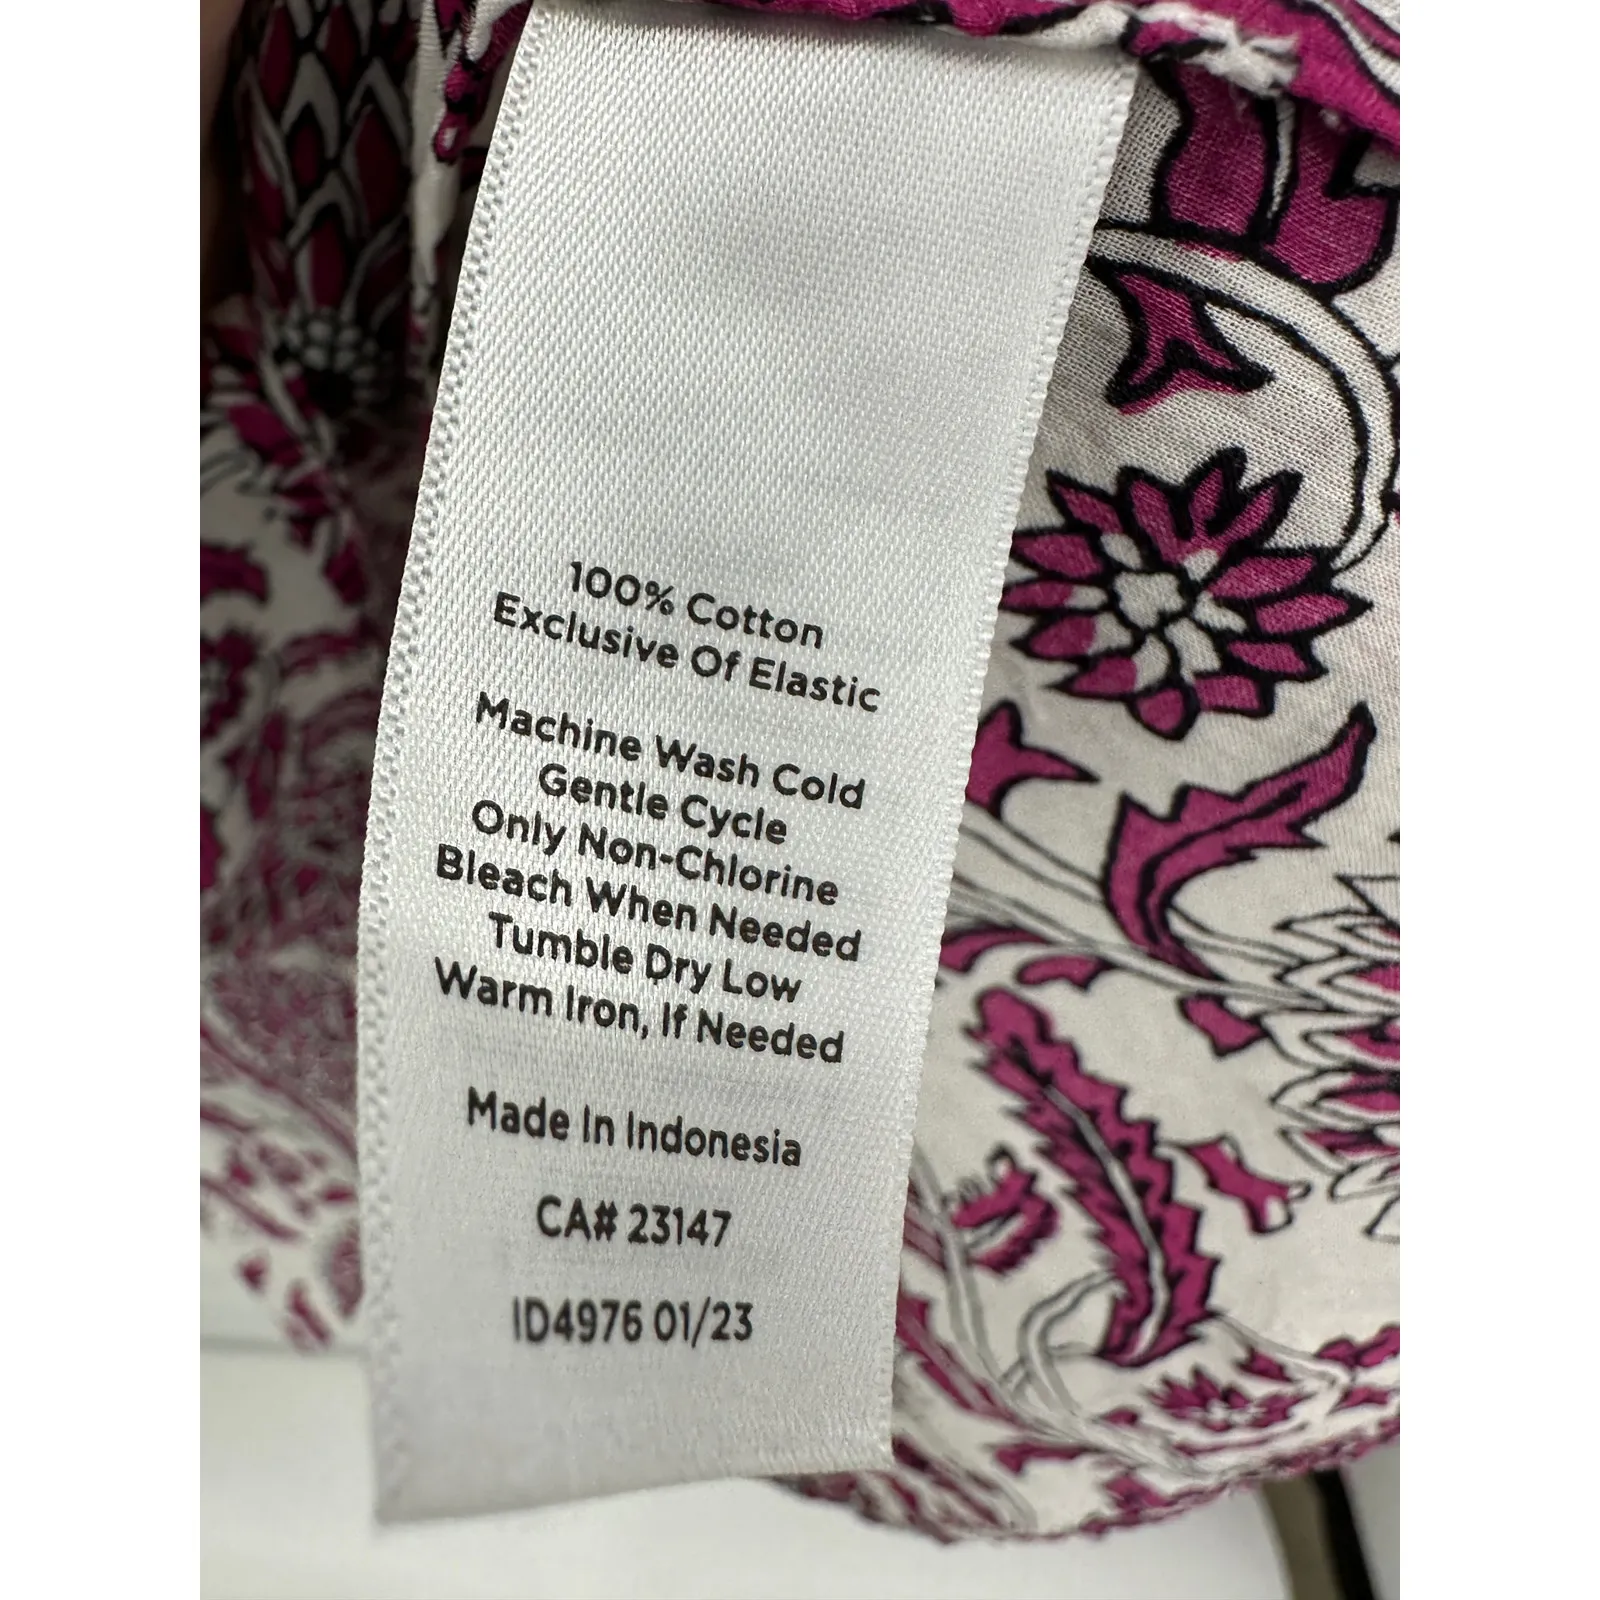 100% Cotton
Exclusive Of Elastic
Machine Wash Cold
Gentle Cycle
Only Non-Chlorine
Bleach When Needed
Tumble Dry Low
Warm Iron, If Needed
Made In Indonesia
CA# 23147
ID4976 01/23